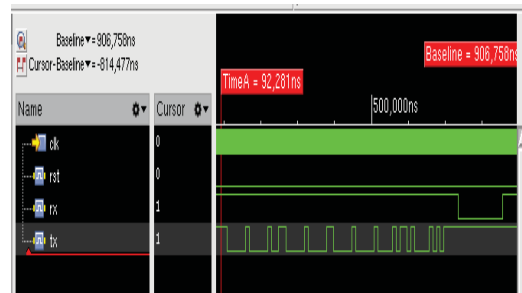 Baseline▼= 906,758ns
Cursor-Baseline▼= -814,477ns
Baseline = 906,758ns
TimeA = 92,281ns
500,000ns
Name
Cursor
clk 0
rst 0
rx 1
tx 1